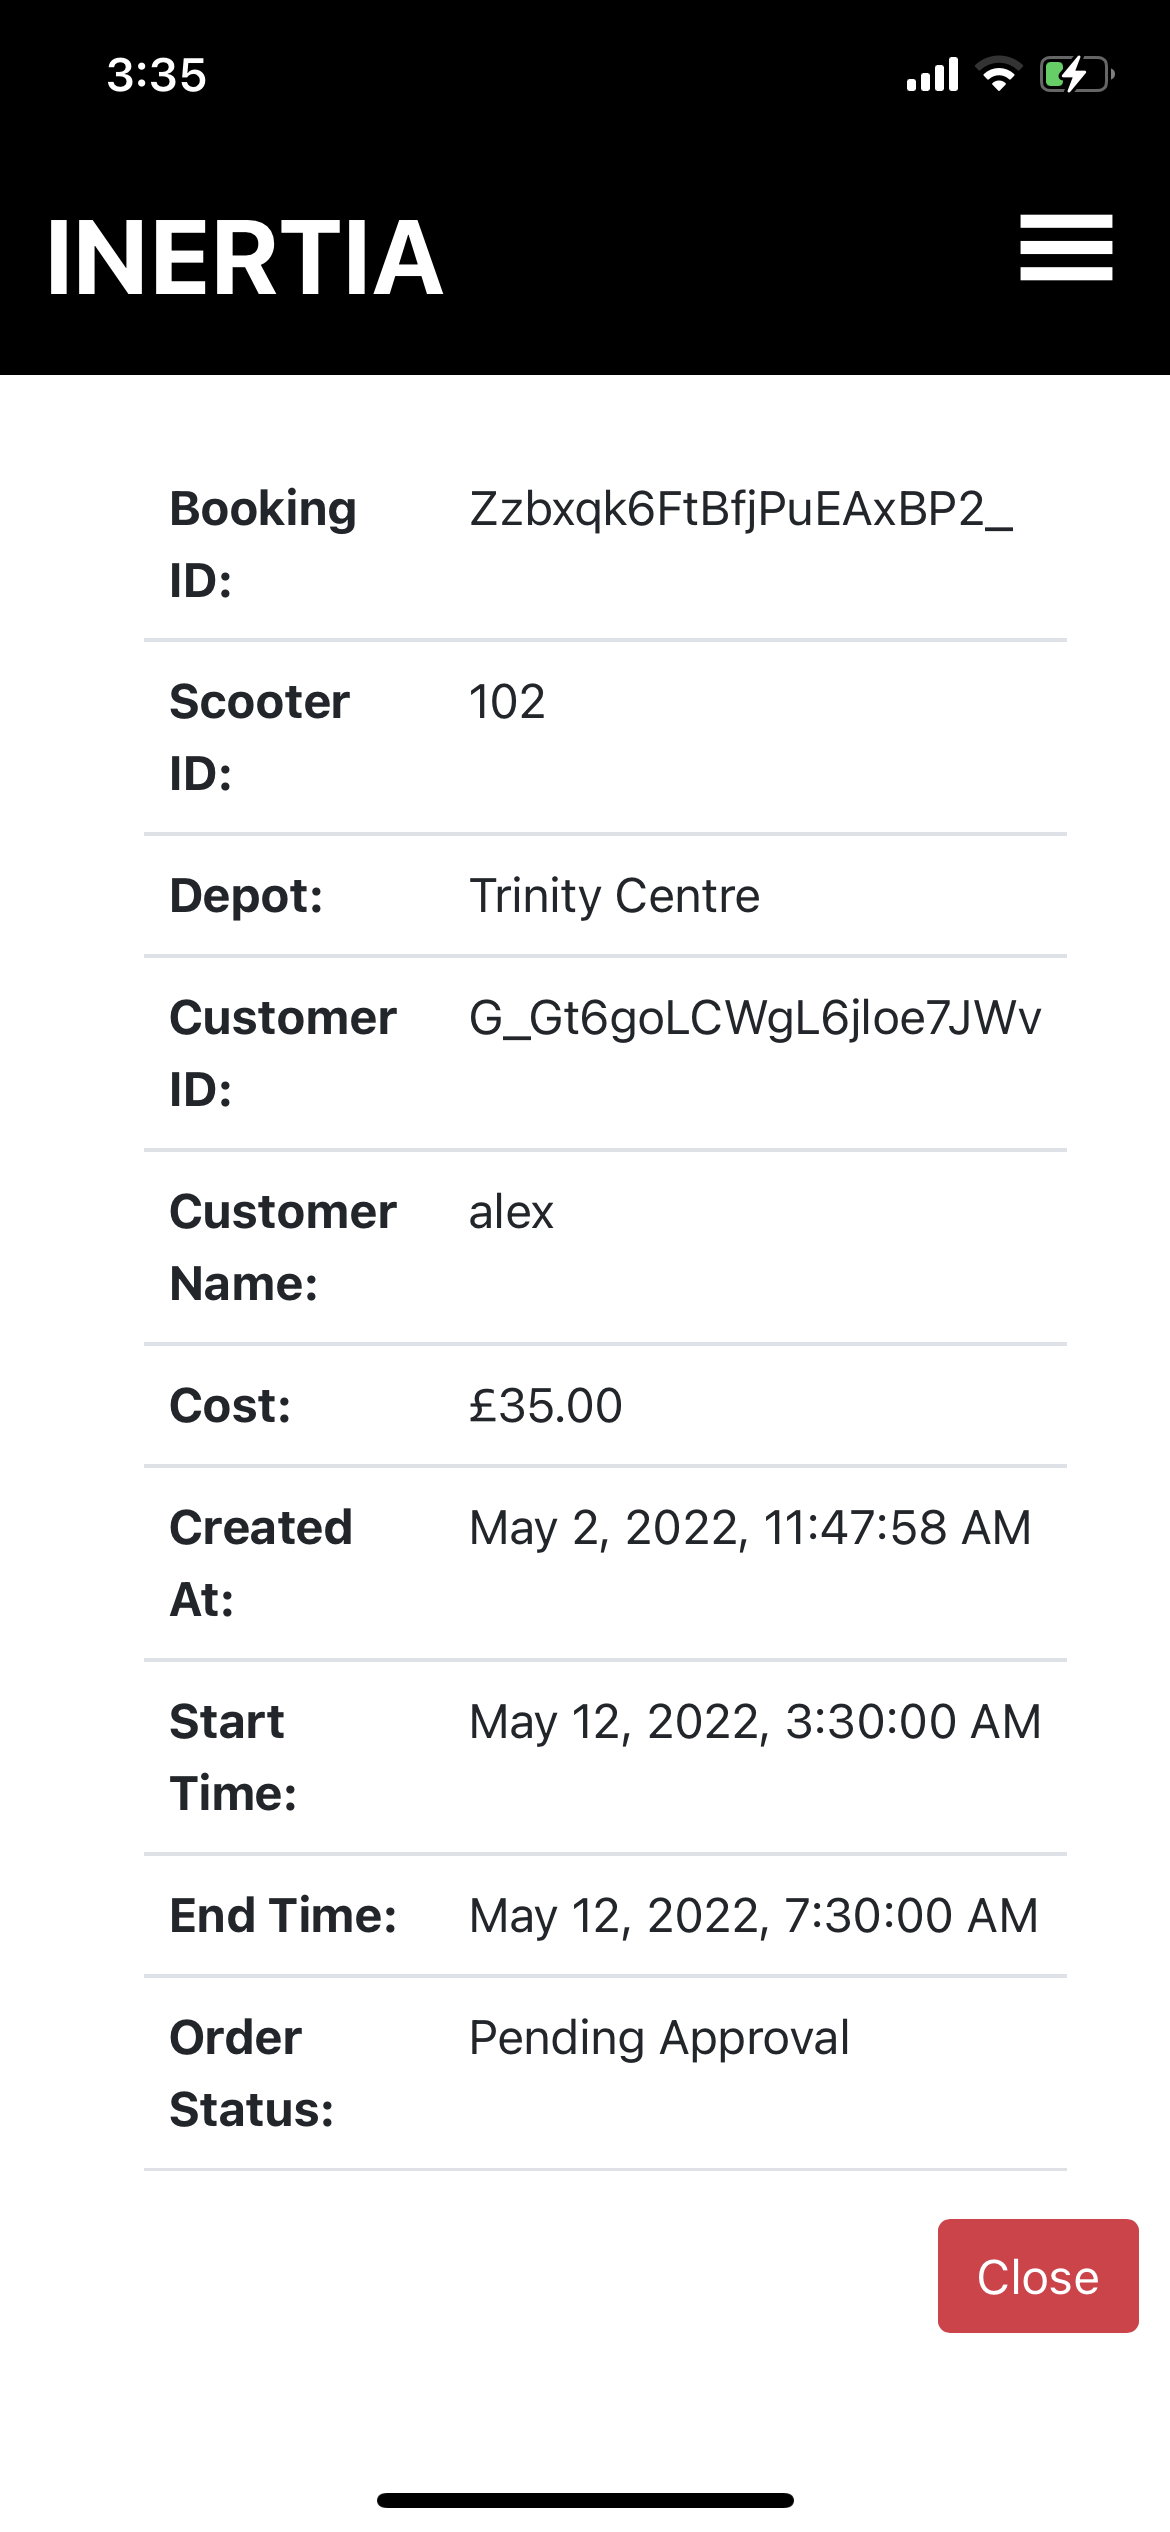 3:35
INERTIA
Booking ZzbxqK6FtBfjPuEAxBP2_
ID:
Scooter 102
ID:
Depot: Trinity Centre
Customer G_Gt6goLCWgL6jloe7JWv
ID:
Customer alex
Name:
Cost: £35.00
Created May 2, 2022, 11:47:58 AM
At:
Start May 12, 2022, 3:30:00 AM
Time:
End Time: May 12, 2022, 7:30:00 AM
Order Pending Approval
Status:
Close